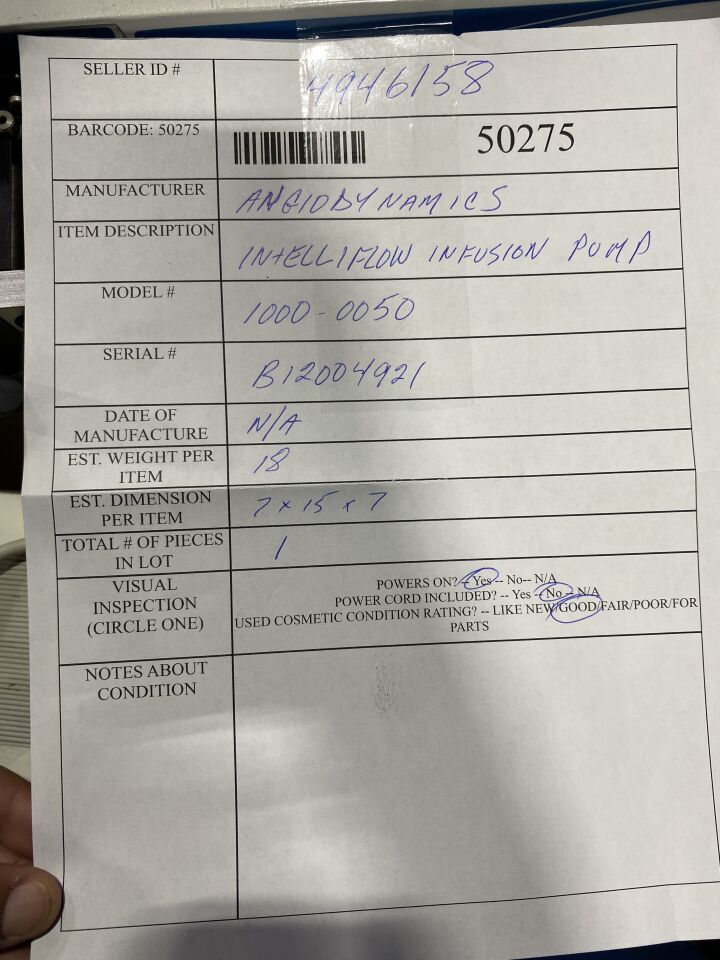 SELLER ID #
4946158
BARCODE: 50275
50275
MANUFACTURER
ANGIODYNAMICS
ITEM DESCRIPTION
INTELLIFLOW INFUSION PUMP
MODEL #
1000-0050
SERIAL #
B12004921
DATE OF
MANUFACTURE
N/A
EST. WEIGHT PER
ITEM
18
EST. DIMENSION
PER ITEM
7 x 15 x 7
TOTAL # OF PIECES
IN LOT
1
VISUAL
INSPECTION
(CIRCLE ONE)
POWERS ON? -- Yes -- No-- N/A
POWER CORD INCLUDED? -- Yes -- No -- N/A
USED COSMETIC CONDITION RATING? -- LIKE NEW/GOOD/FAIR/POOR/FOR
PARTS
NOTES ABOUT
CONDITION